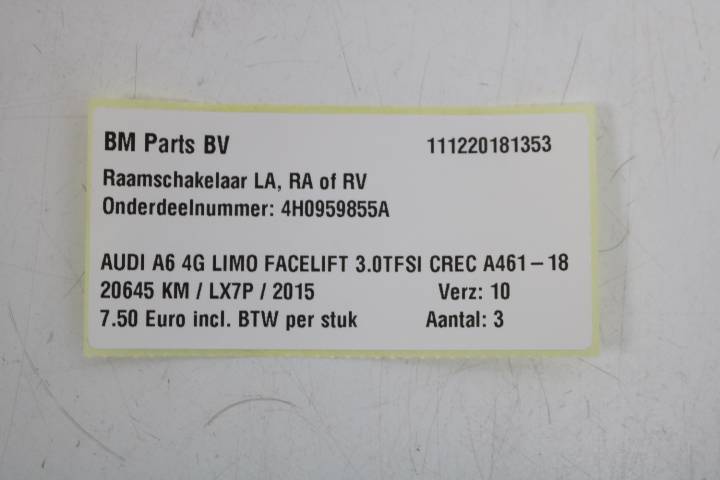 BM Parts BV 111220181353
Raamschakelaar LA, RA of RV
Onderdeelnummer: 4H0959855A
AUDI A6 4G LIMO FACELIFT 3.0TFSI CREC A461-18
20645 KM / LX7P / 2015 Verz: 10
7.50 Euro incl. BTW per stuk Aantal: 3